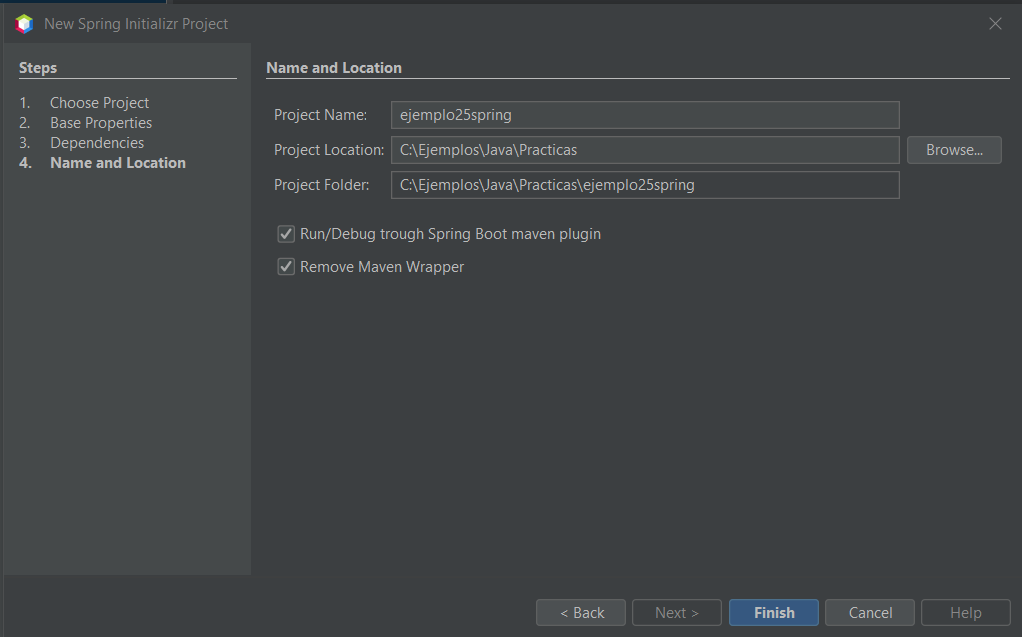 New Spring Initializr Project
Steps
1. Choose Project
2. Base Properties
3. Dependencies
4. Name and Location
Name and Location
Project Name: ejemplo25spring
Project Location: C:\Ejemplos\Java\Practicas Browse...
Project Folder: C:\Ejemplos\Java\Practicas\ejemplo25spring
Run/Debug trough Spring Boot maven plugin
Remove Maven Wrapper
< Back Next > Finish Cancel Help